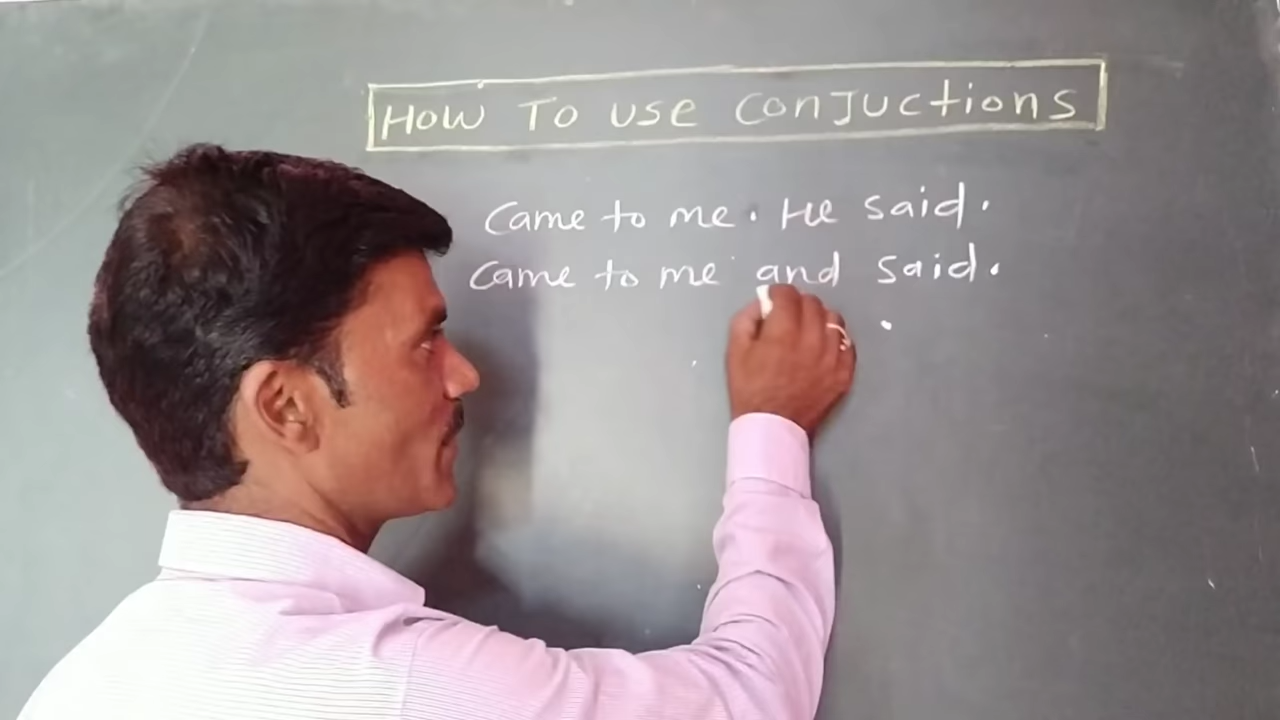 HOW TO USE CONJUCTIONS
Came to me. He said.
Came to me and said.